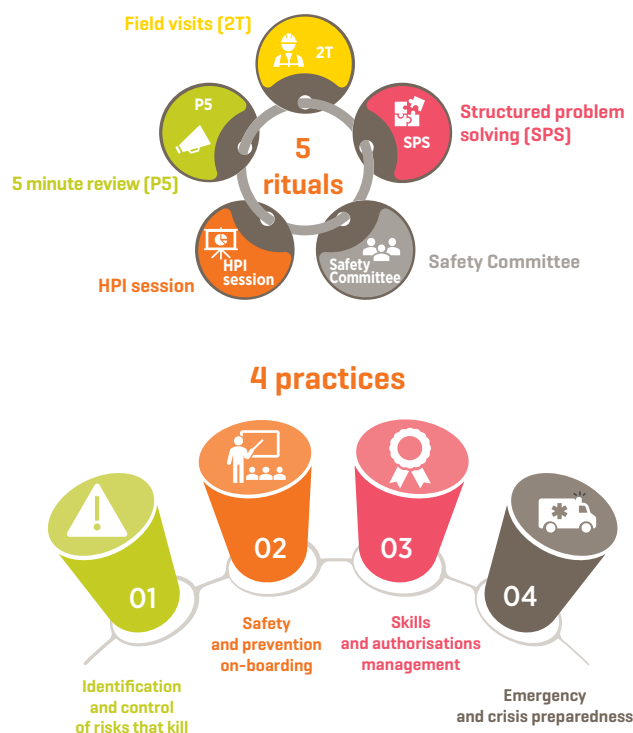 Field visits (2T)
2T
P5
SPS
Structured problem
solving (SPS)
5
rituals
5 minute review (P5)
HPI
session
Safety
Committee
Safety Committee
HPI session
4 practices
01
02
03
04
Safety
and prevention
on-boarding
Skills
and authorisations
management
Identification
and control
of risks that kill
Emergency
and crisis preparedness